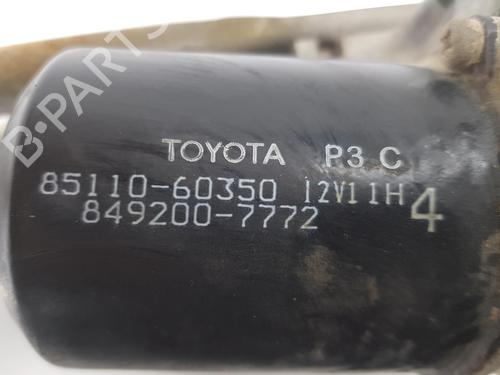 TOYOTA P3 C
85110-60350 12V1 1H 4
849200-7772
B-PARTS